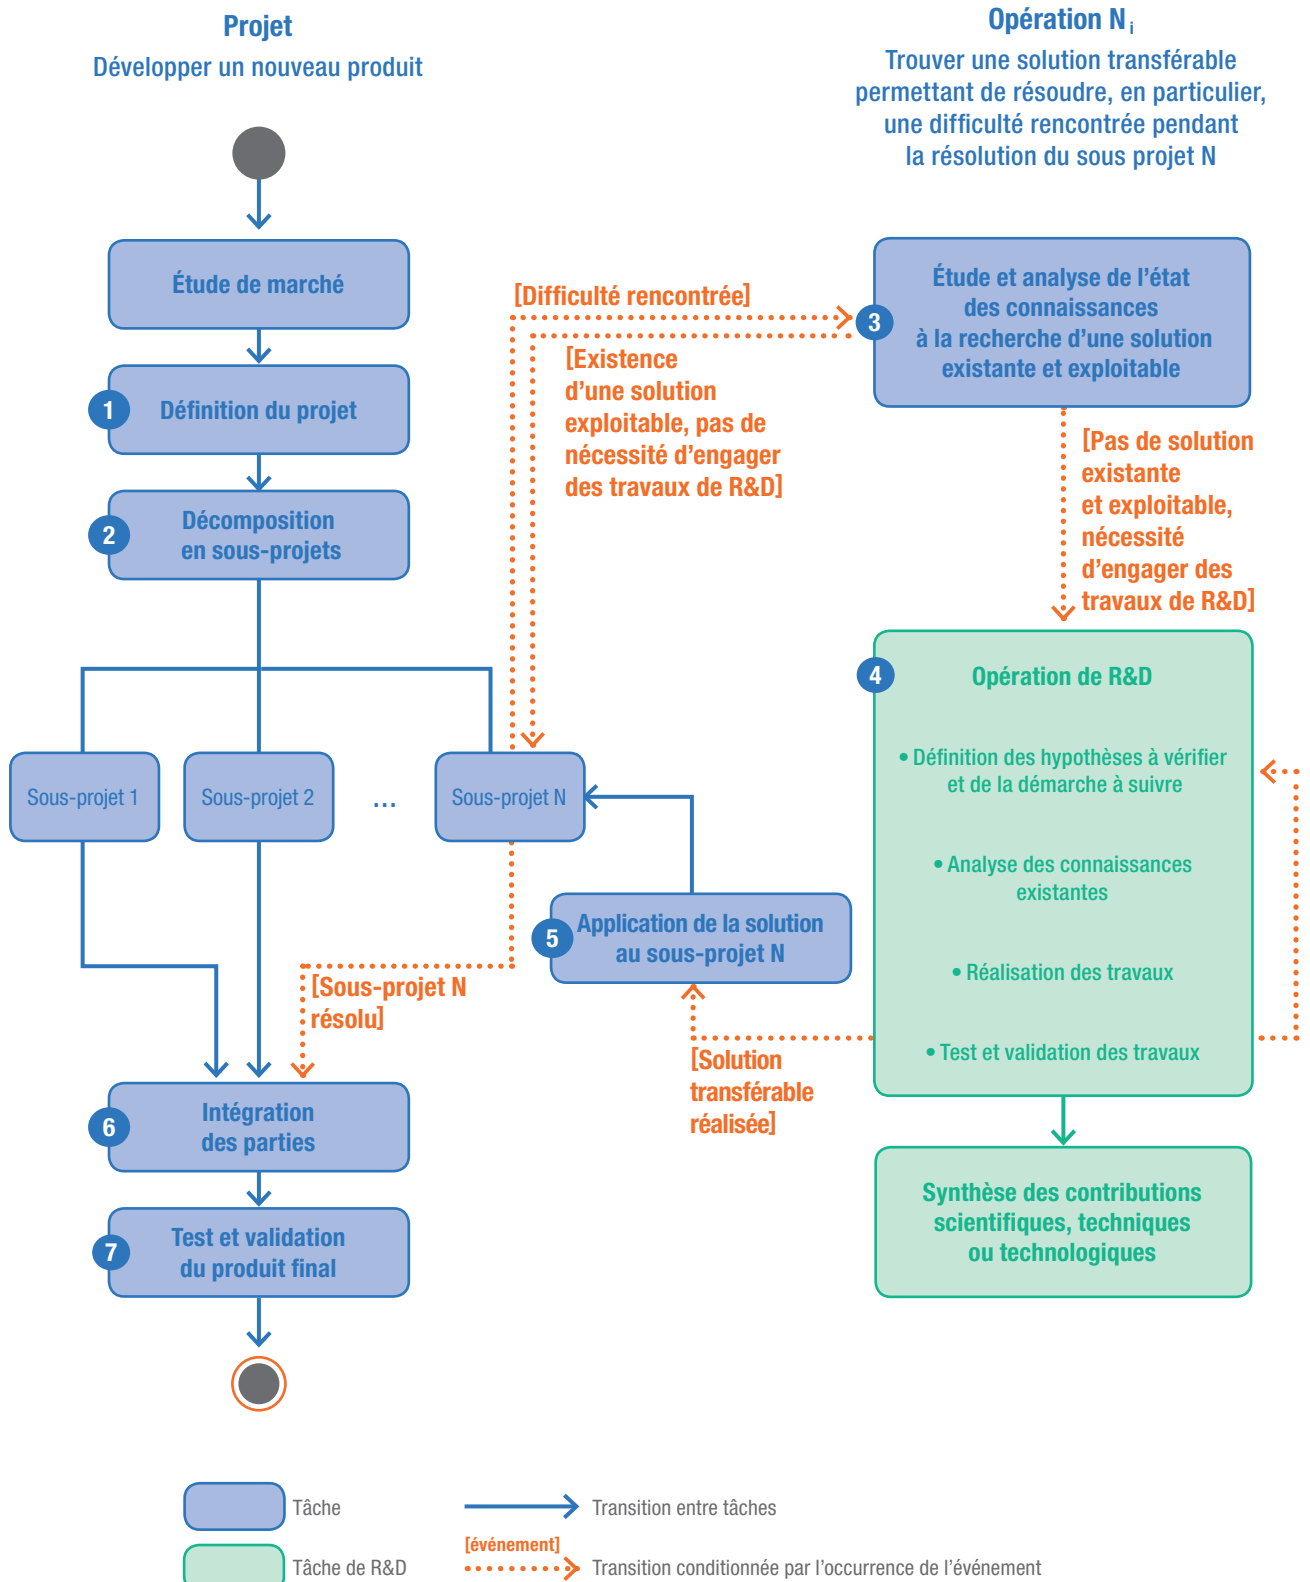 Projet
Développer un nouveau produit
Opération N i
Trouver une solution transférable
permettant de résoudre, en particulier,
une difficulté rencontrée pendant
la résolution du sous projet N
Étude de marché
1
Définition du projet
2
Décomposition
en sous-projets
[Difficulté rencontrée]
[Existence
d’une solution
exploitable, pas de
nécessité d’engager
des travaux de R&D]
3
Étude et analyse de l’état
des connaissances
à la recherche d’une solution
existante et exploitable
[Pas de solution
existante
et exploitable,
nécessité
d’engager des
travaux de R&D]
Sous-projet 1
Sous-projet 2
...
Sous-projet N
4
Opération de R&D
• Définition des hypothèses à vérifier
et de la démarche à suivre
• Analyse des connaissances
existantes
• Réalisation des travaux
• Test et validation des travaux
5
Application de la solution
au sous-projet N
[Sous-projet N
résolu]
[Solution
transférable
réalisée]
6
Intégration
des parties
7
Test et validation
du produit final
Synthèse des contributions
scientifiques, techniques
ou technologiques
Tâche
Transition entre tâches
Tâche de R&D
[événement]
Transition conditionnée par l’occurrence de l’événement